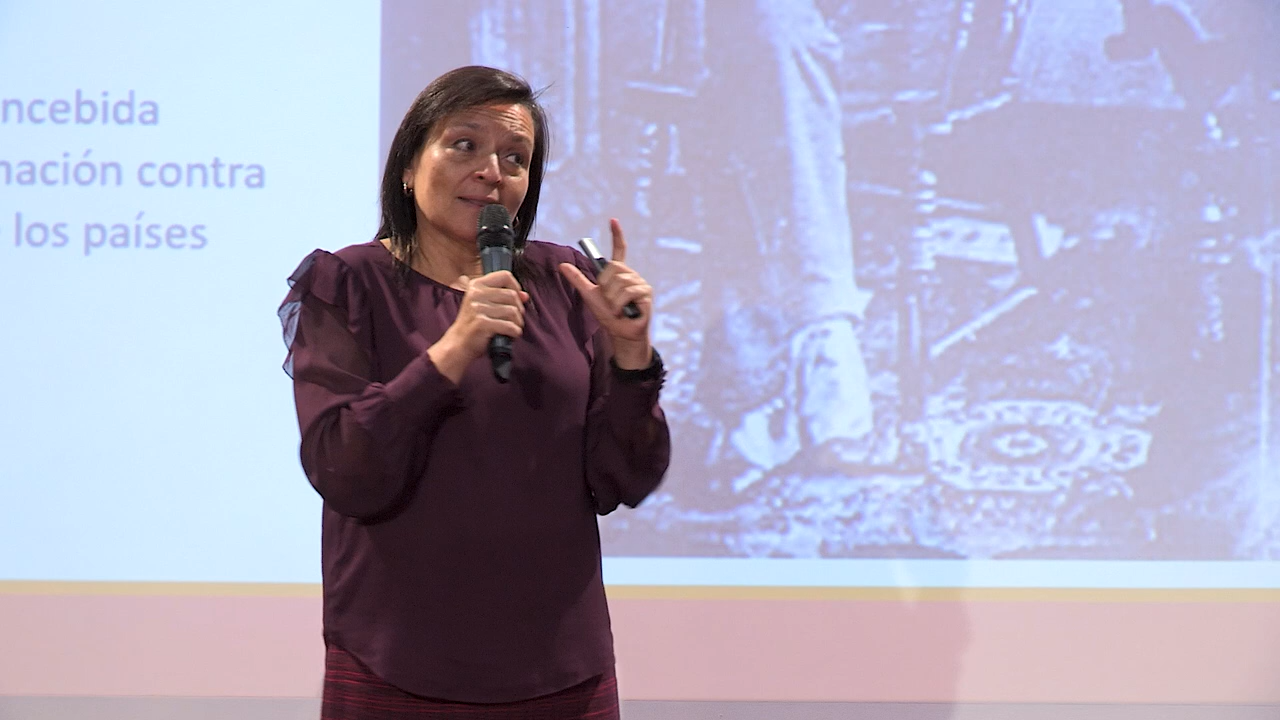 ncebida
nación contra
los países